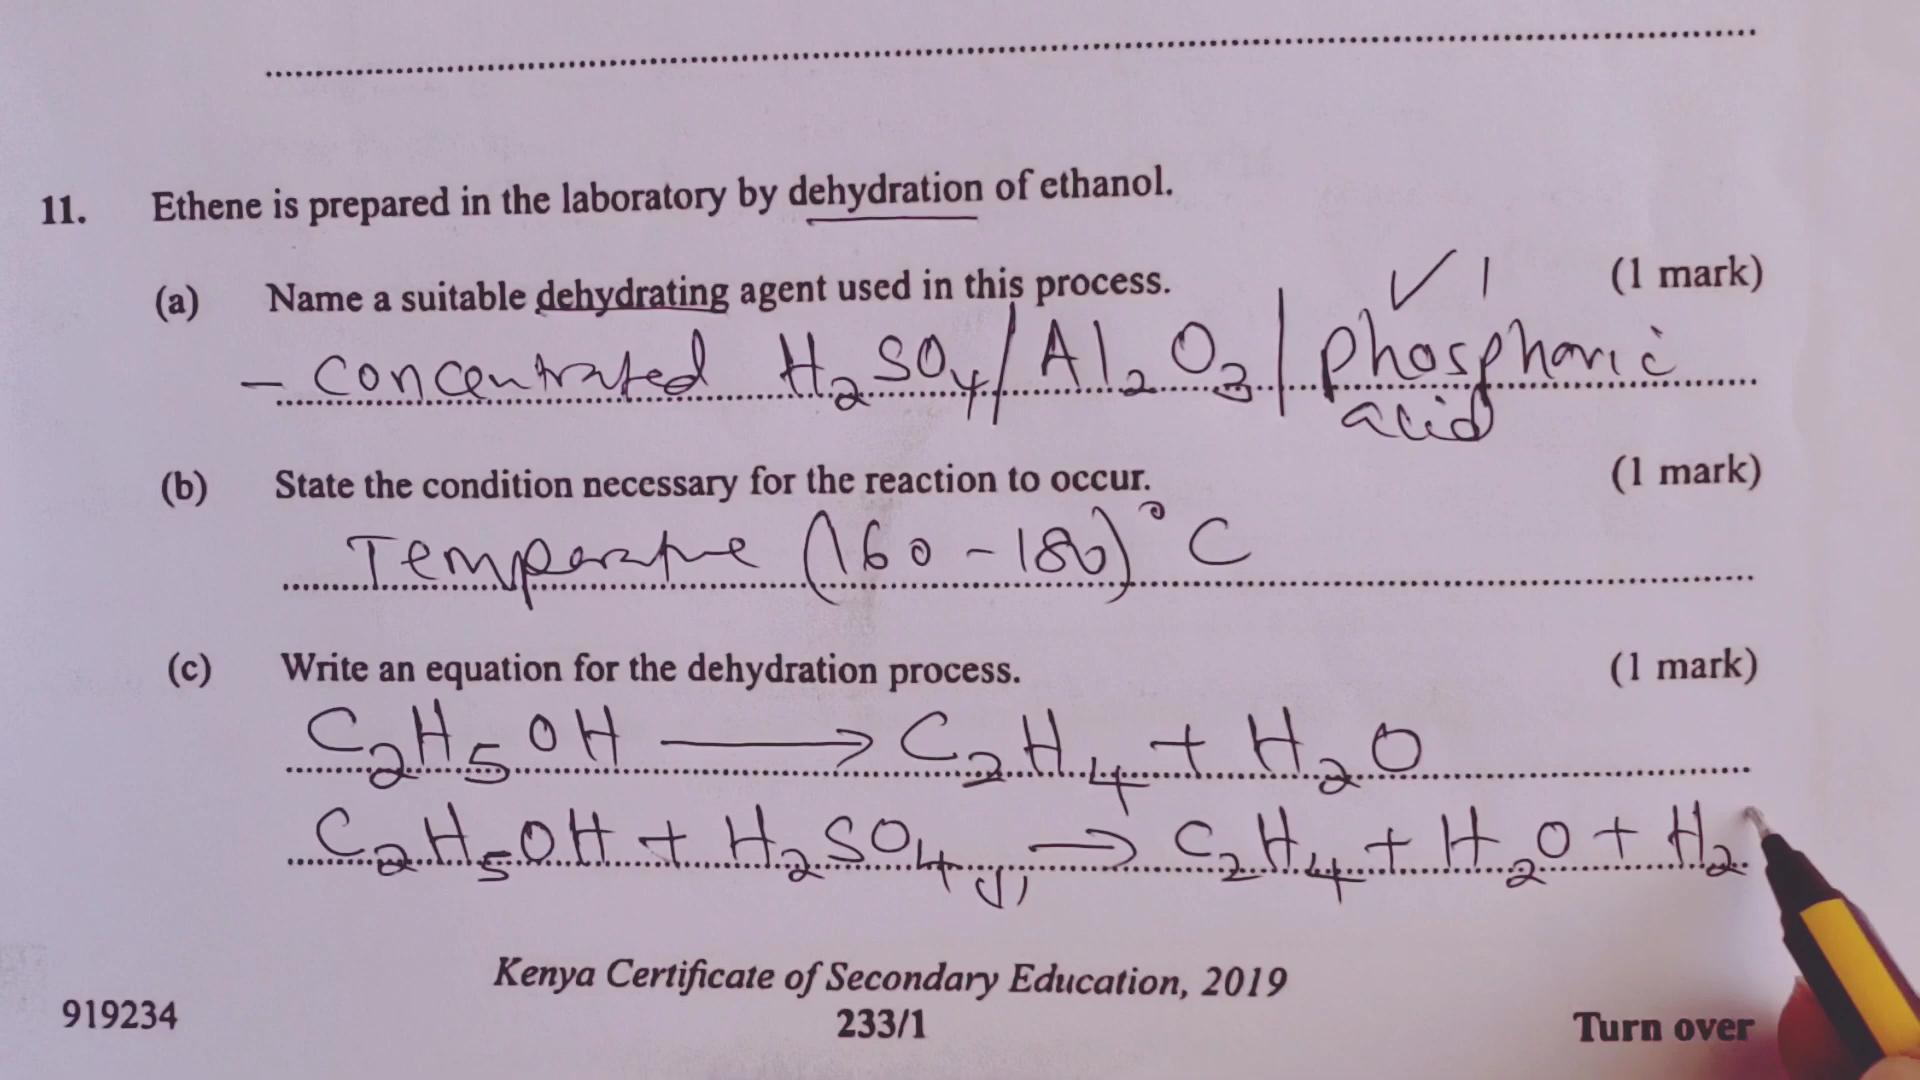 11. Ethene is prepared in the laboratory by dehydration of ethanol.
(a) Name a suitable dehydrating agent used in this process. ✓1 (1 mark)
- Concentrated H₂SO₄ / Al₂O₃ / phosphoric
acid
(b) State the condition necessary for the reaction to occur. (1 mark)
Temperature (160 - 180)°C
(c) Write an equation for the dehydration process. (1 mark)
C₂H₅OH → C₂H₄ + H₂O
C₂H₅OH + H₂SO₄(l) → C₂H₄ + H₂O + H₂
Kenya Certificate of Secondary Education, 2019
919234 233/1 Turn over